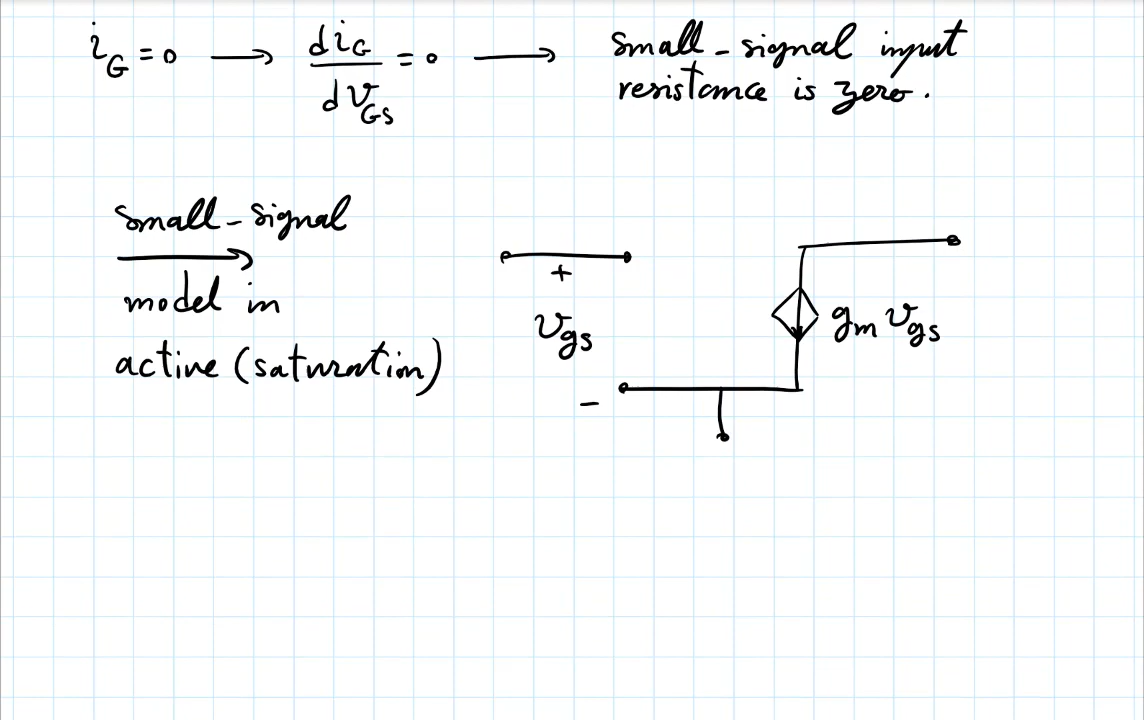 i_G = 0 → di_G/dv_GS = 0 → small-signal input
resistance is zero.
small-signal
model in
active (saturation)
+
v_gs
g_m v_gs
−